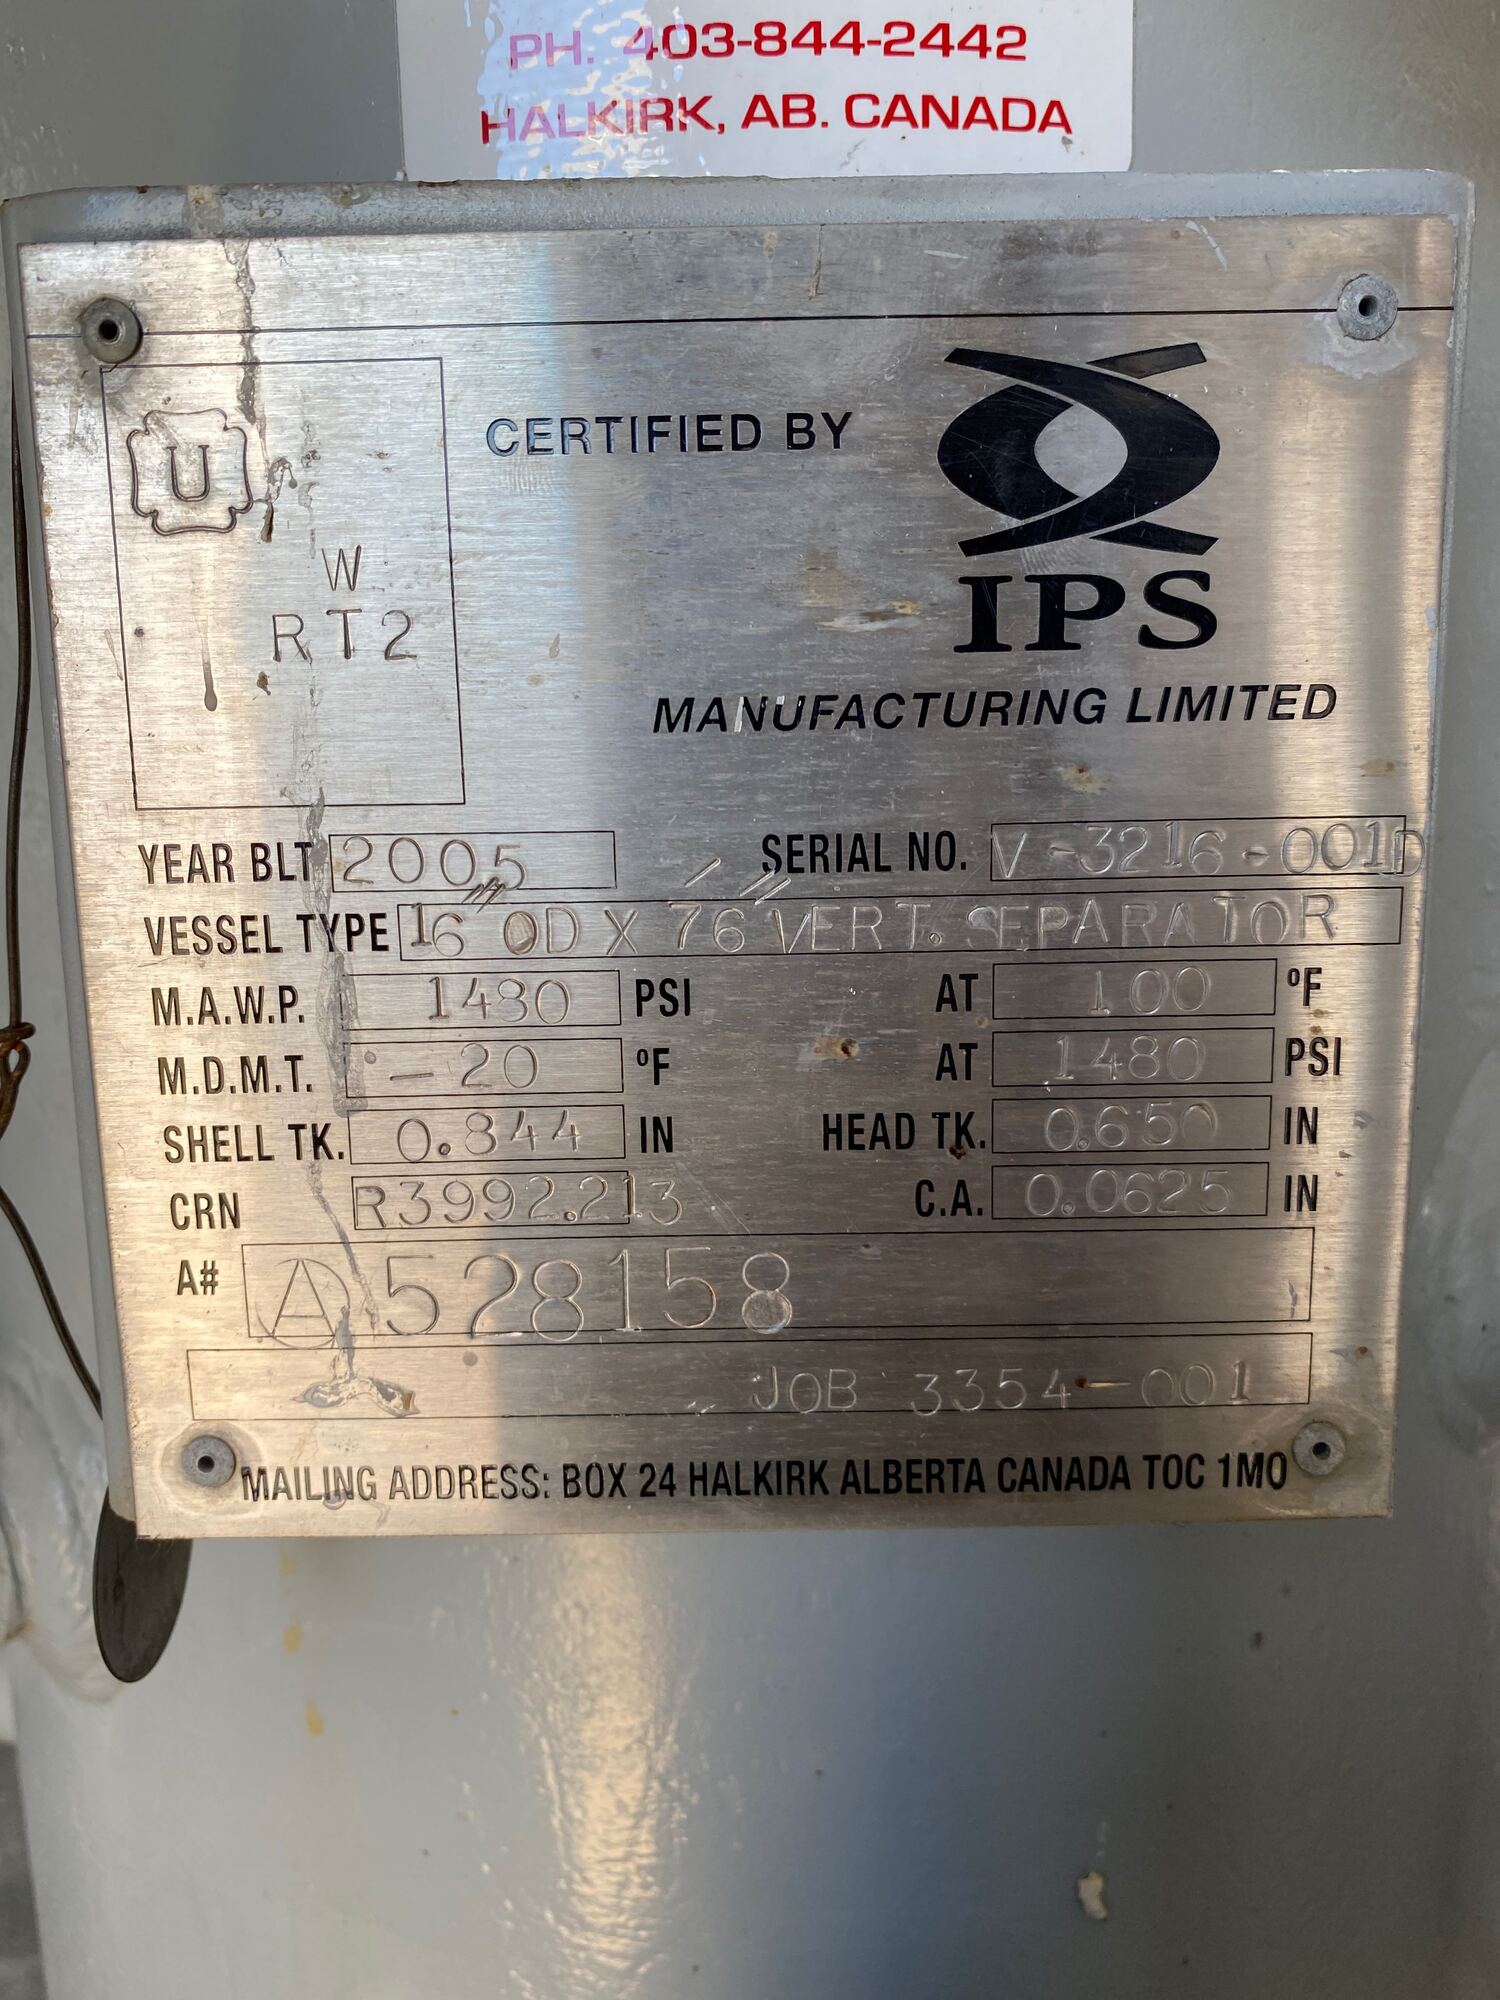 PH. 403-844-2442
HALKIRK, AB. CANADA
U
W
RT2
CERTIFIED BY
IPS
MANUFACTURING LIMITED
YEAR BLT 2005 SERIAL NO. V-3216-001D
VESSEL TYPE 16" OD X 76" VERT. SEPARATOR
M.A.W.P. 1480 PSI AT 100 °F
M.D.M.T. -20 °F AT 1480 PSI
SHELL TK. 0.844 IN HEAD TK. 0.650 IN
CRN R3992.213 C.A. 0.0625 IN
A# A 528158
JOB 3354-001
MAILING ADDRESS: BOX 24 HALKIRK ALBERTA CANADA TOC 1MO